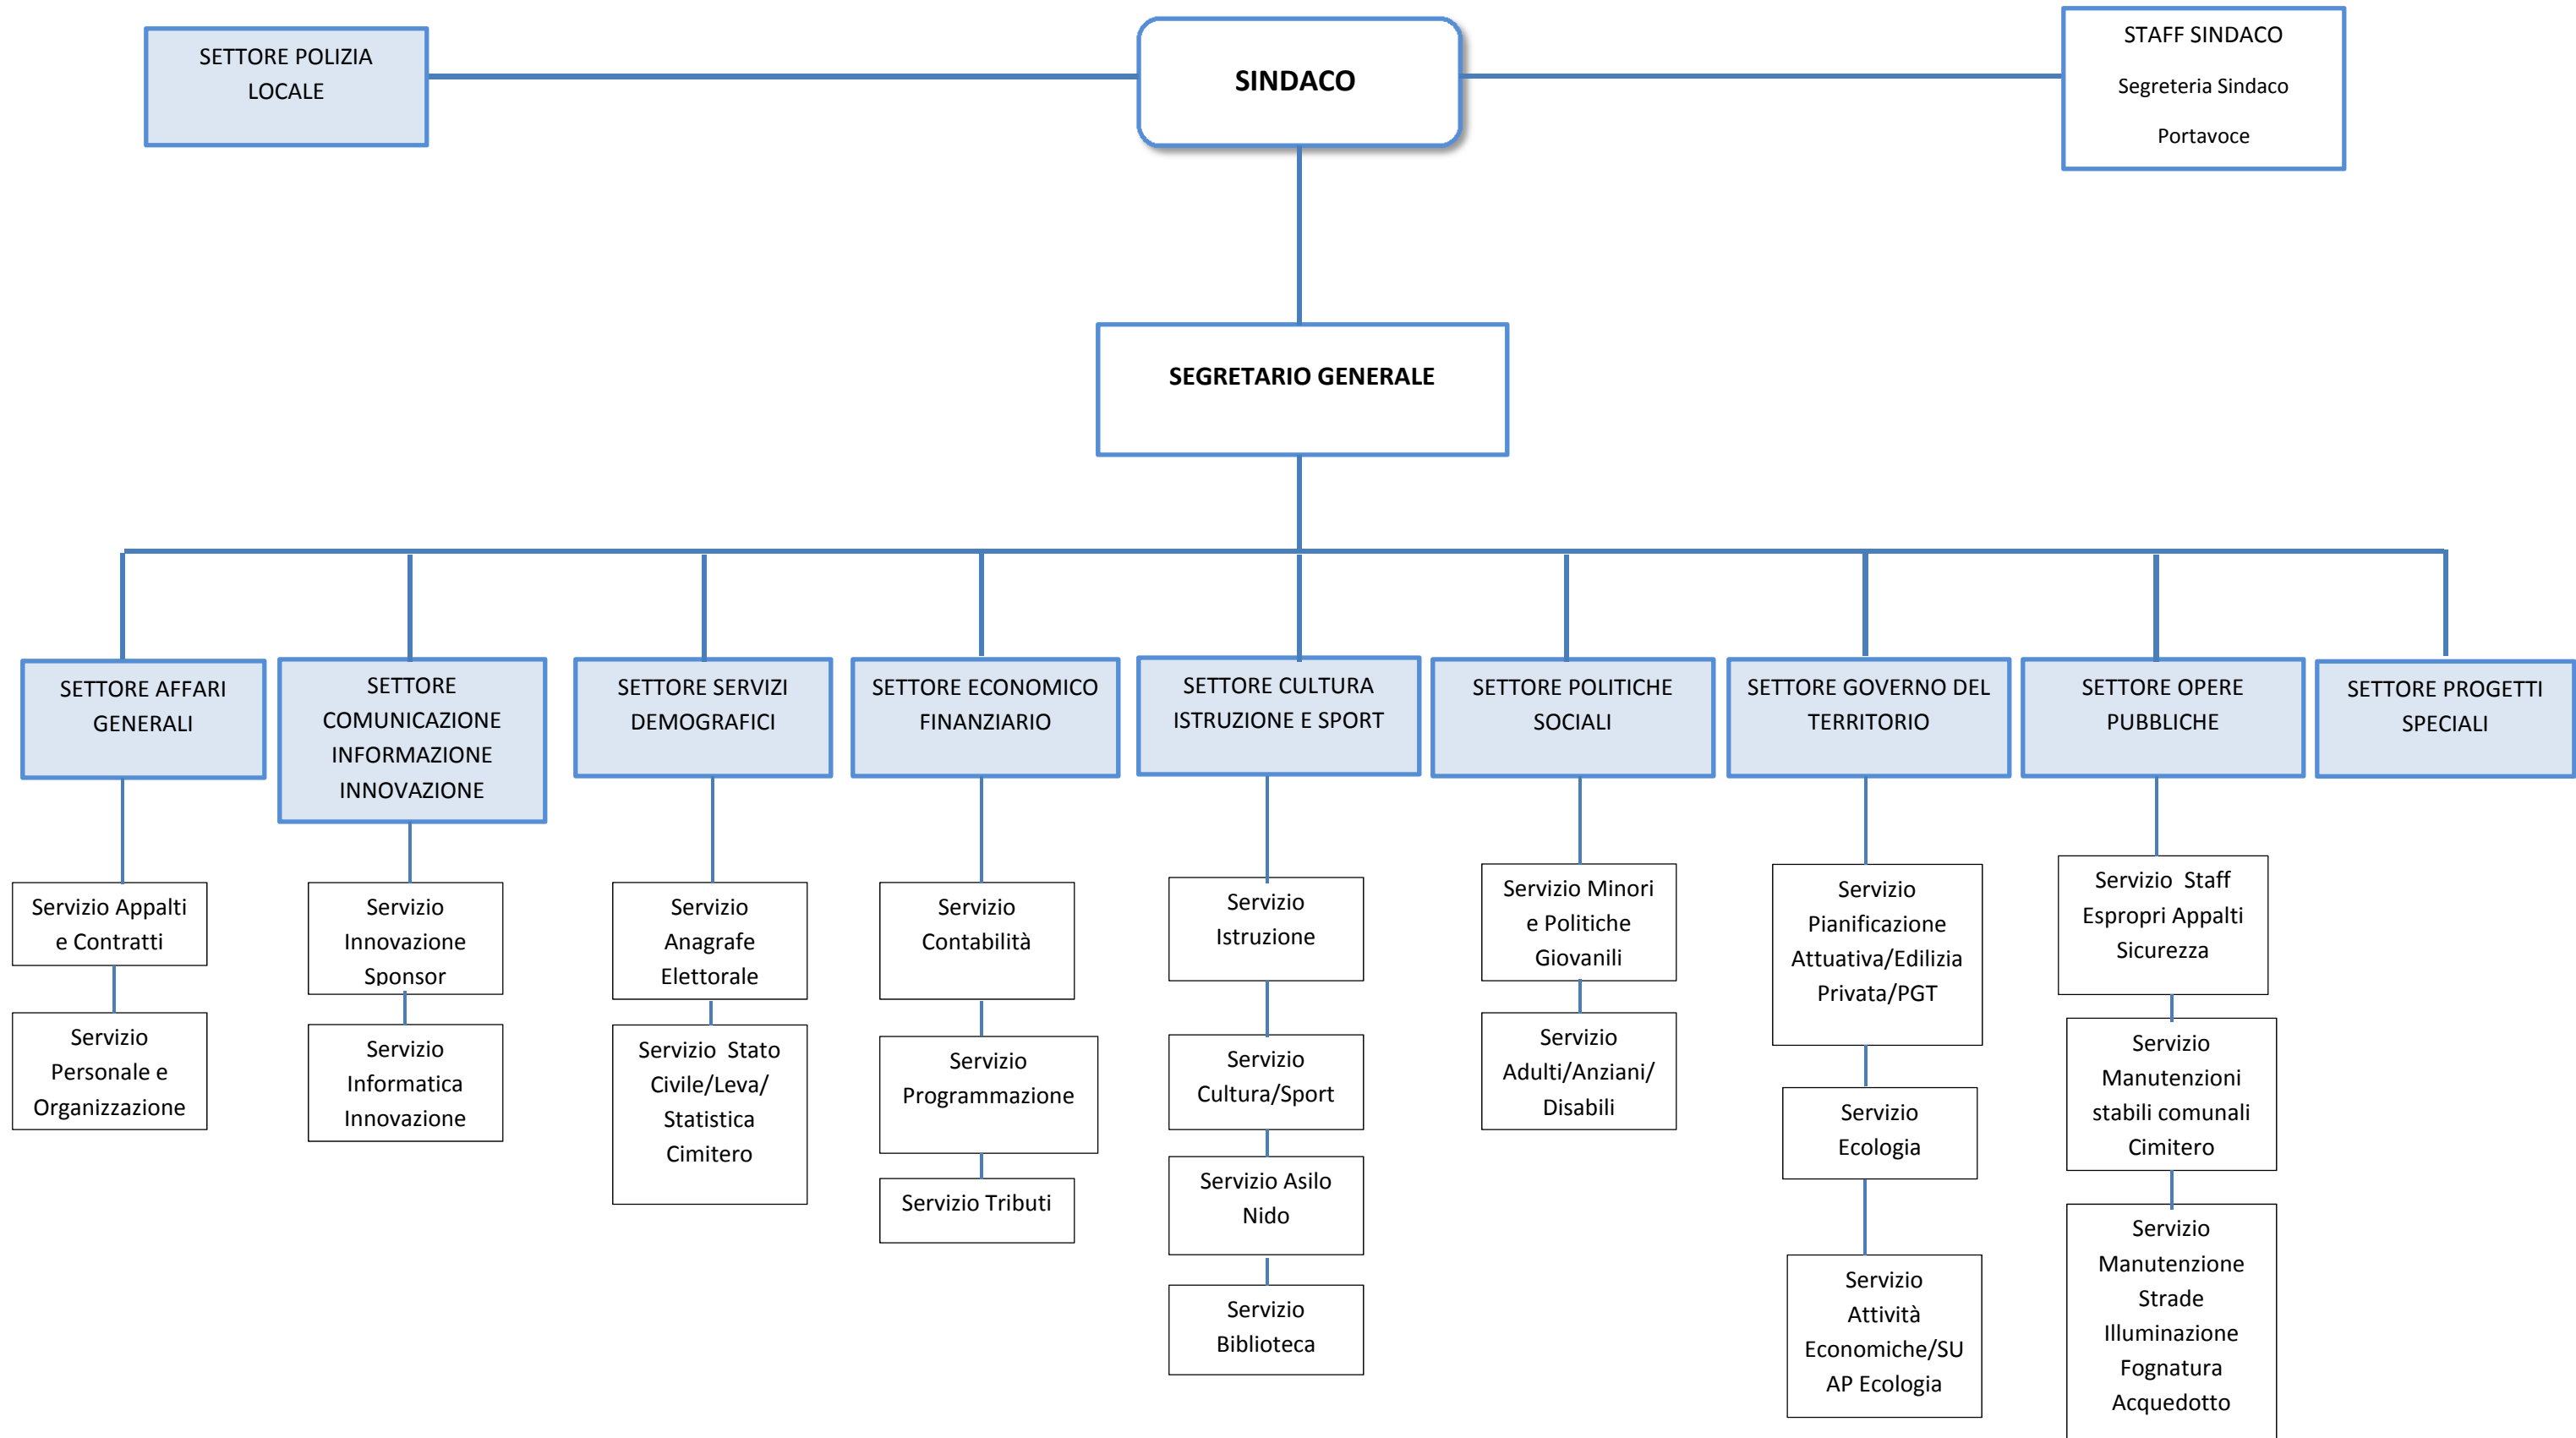 SETTORE POLIZIA
LOCALE
SINDACO
STAFF SINDACO
Segreteria Sindaco
Portavoce
SEGRETARIO GENERALE
SETTORE AFFARI
GENERALI
SETTORE
COMUNICAZIONE
INFORMAZIONE
INNOVAZIONE
SETTORE SERVIZI
DEMOGRAFICI
SETTORE ECONOMICO
FINANZIARIO
SETTORE CULTURA
ISTRUZIONE E SPORT
SETTORE POLITICHE
SOCIALI
SETTORE GOVERNO DEL
TERRITORIO
SETTORE OPERE
PUBBLICHE
SETTORE PROGETTI
SPECIALI
Servizio Appalti
e Contratti
Servizio
Personale e
Organizzazione
Servizio
Innovazione
Sponsor
Servizio
Informatica
Innovazione
Servizio
Anagrafe
Elettorale
Servizio  Stato
Civile/Leva/
Statistica
Cimitero
Servizio
Contabilità
Servizio
Programmazione
Servizio Tributi
Servizio
Istruzione
Servizio
Cultura/Sport
Servizio Asilo
Nido
Servizio
Biblioteca
Servizio Minori
e Politiche
Giovanili
Servizio
Adulti/Anziani/
Disabili
Servizio
Pianificazione
Attuativa/Edilizia
Privata/PGT
Servizio
Ecologia
Servizio
Attività
Economiche/SU
AP Ecologia
Servizio  Staff
Espropri Appalti
Sicurezza
Servizio
Manutenzioni
stabili comunali
Cimitero
Servizio
Manutenzione
Strade
Illuminazione
Fognatura
Acquedotto